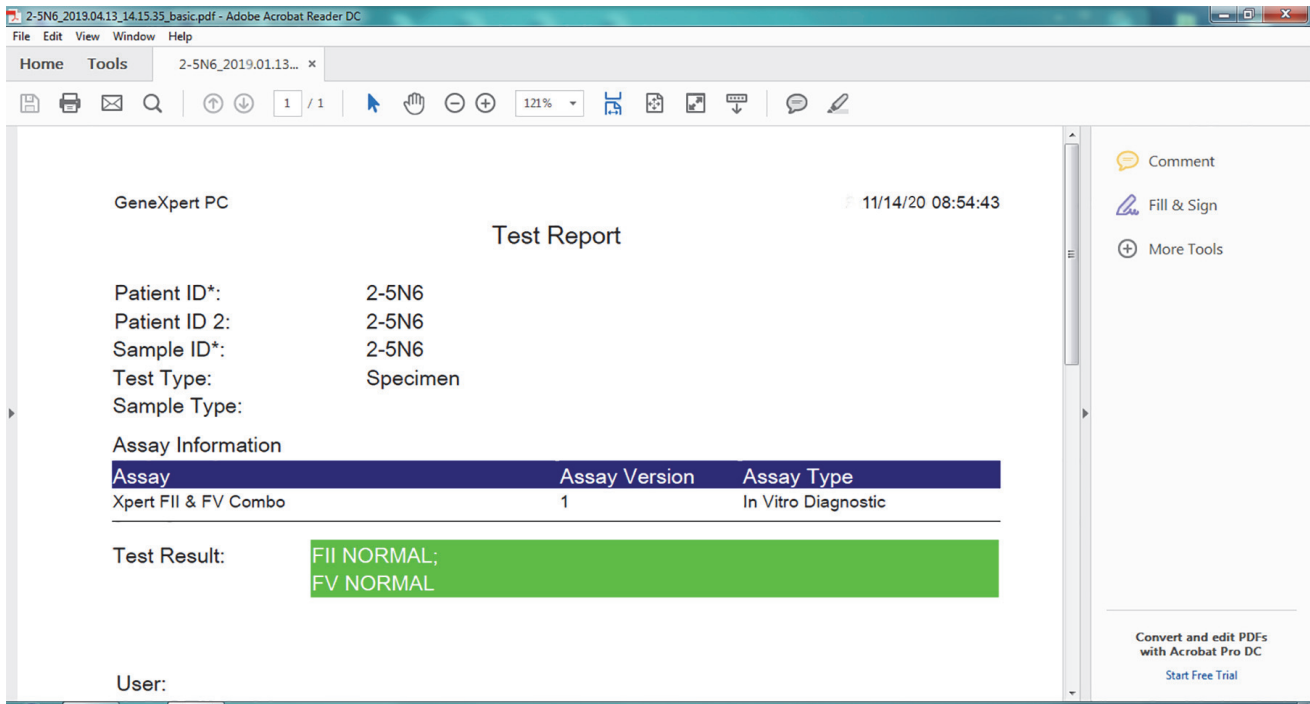 2-5N6_2019.04.13_14.15.35_basic.pdf - Adobe Acrobat Reader DC
File Edit View Window Help
Home Tools 2-5N6_2019.01.13... ×
1 / 1 121%
Comment
Fill & Sign
More Tools
GeneXpert PC 11/14/20 08:54:43
Test Report
Patient ID*: 2-5N6
Patient ID 2: 2-5N6
Sample ID*: 2-5N6
Test Type: Specimen
Sample Type:
Assay Information
Assay Assay Version Assay Type
Xpert FII & FV Combo 1 In Vitro Diagnostic
Test Result: FII NORMAL;
FV NORMAL
User:
Convert and edit PDFs
with Acrobat Pro DC
Start Free Trial